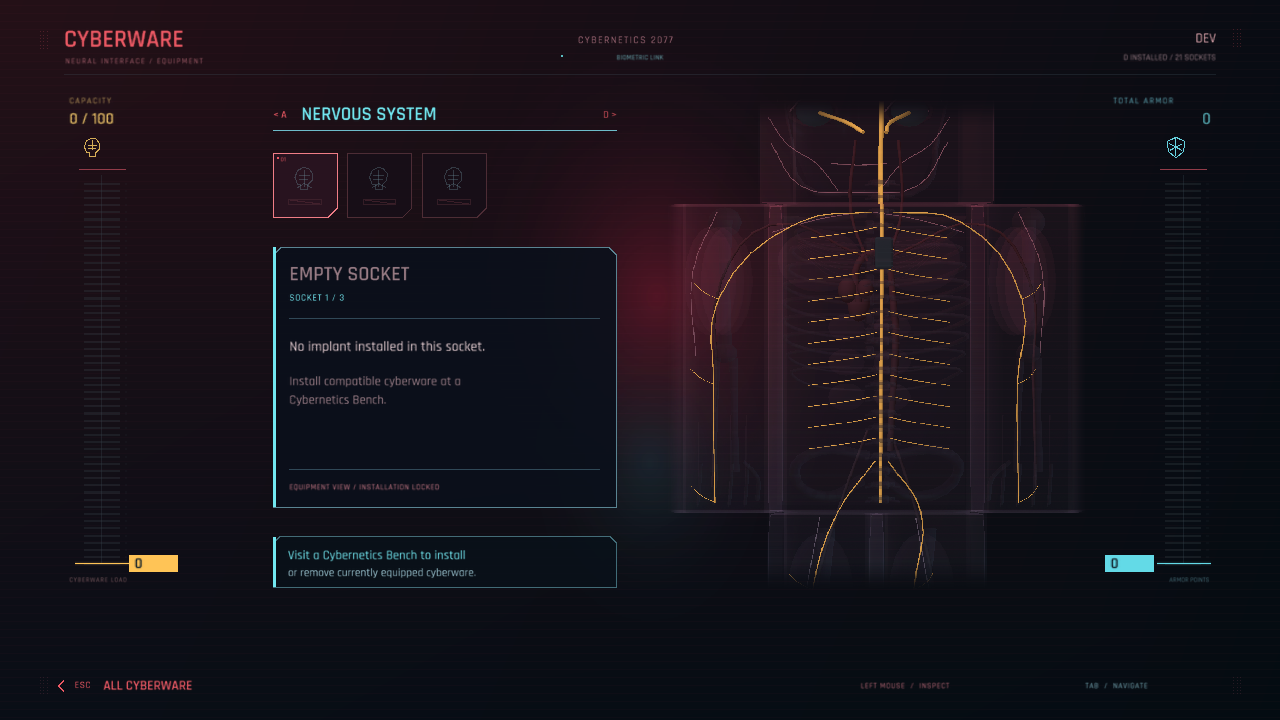 CYBERWARE
NEURAL INTERFACE / EQUIPMENT
CYBERNETICS 2077
BIOMETRIC LINK
DEV
0 INSTALLED / 21 SOCKETS
CAPACITY
0 / 100
TOTAL ARMOR
0
< A NERVOUS SYSTEM D >
01
EMPTY SOCKET
SOCKET 1 / 3
No implant installed in this socket.
Install compatible cyberware at a
Cybernetics Bench.
EQUIPMENT VIEW / INSTALLATION LOCKED
Visit a Cybernetics Bench to install
or remove currently equipped cyberware.
0
CYBERWARE LOAD
0
ARMOR POINTS
ESC ALL CYBERWARE
LEFT MOUSE / INSPECT
TAB / NAVIGATE